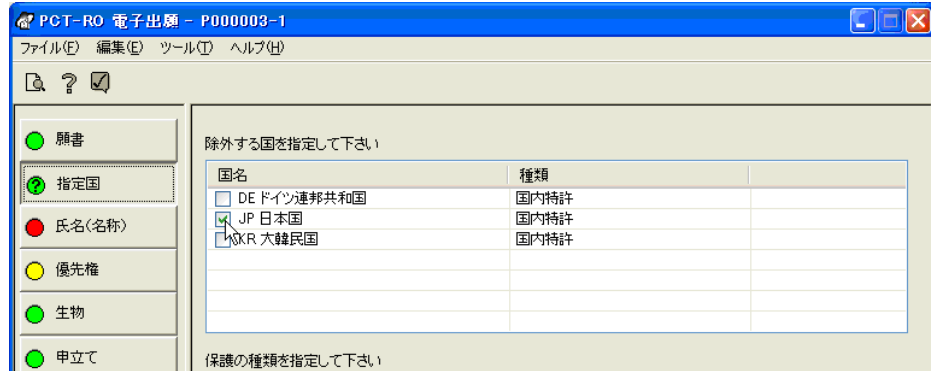 PCT-RO 電子出願 - P000003-1
ファイル(F) 編集(E) ツール(T) ヘルプ(H)
願書
除外する国を指定して下さい
国名 種類
指定国
DE ドイツ連邦共和国 国内特許
JP 日本国 国内特許
氏名(名称)
KR 大韓民国 国内特許
優先権
生物
申立て
保護の種類を指定して下さい